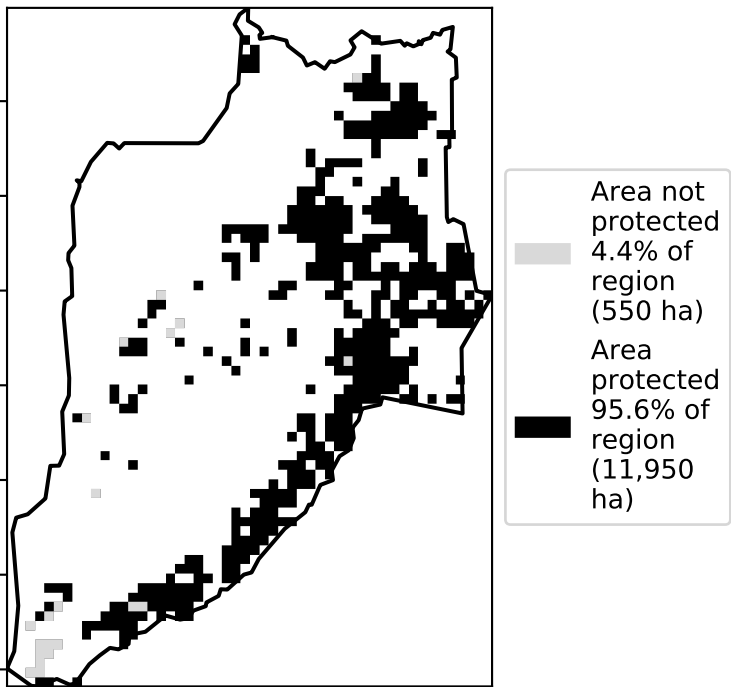 Area not
protected
4.4% of
region
(550 ha)
Area
protected
95.6% of
region
(11,950
ha)